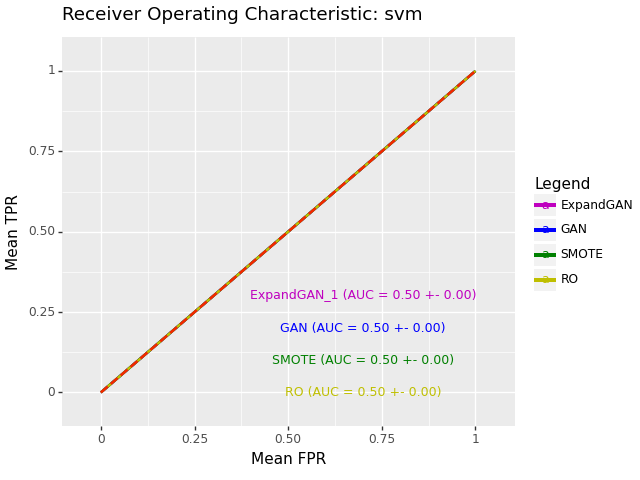 Receiver Operating Characteristic: svm
Mean TPR
1
0.75
0.50
0.25
0
ExpandGAN_1 (AUC = 0.50 +- 0.00)
GAN (AUC = 0.50 +- 0.00)
SMOTE (AUC = 0.50 +- 0.00)
RO (AUC = 0.50 +- 0.00)
0 0.25 0.50 0.75 1
Mean FPR
Legend
a ExpandGAN
a GAN
a SMOTE
a RO